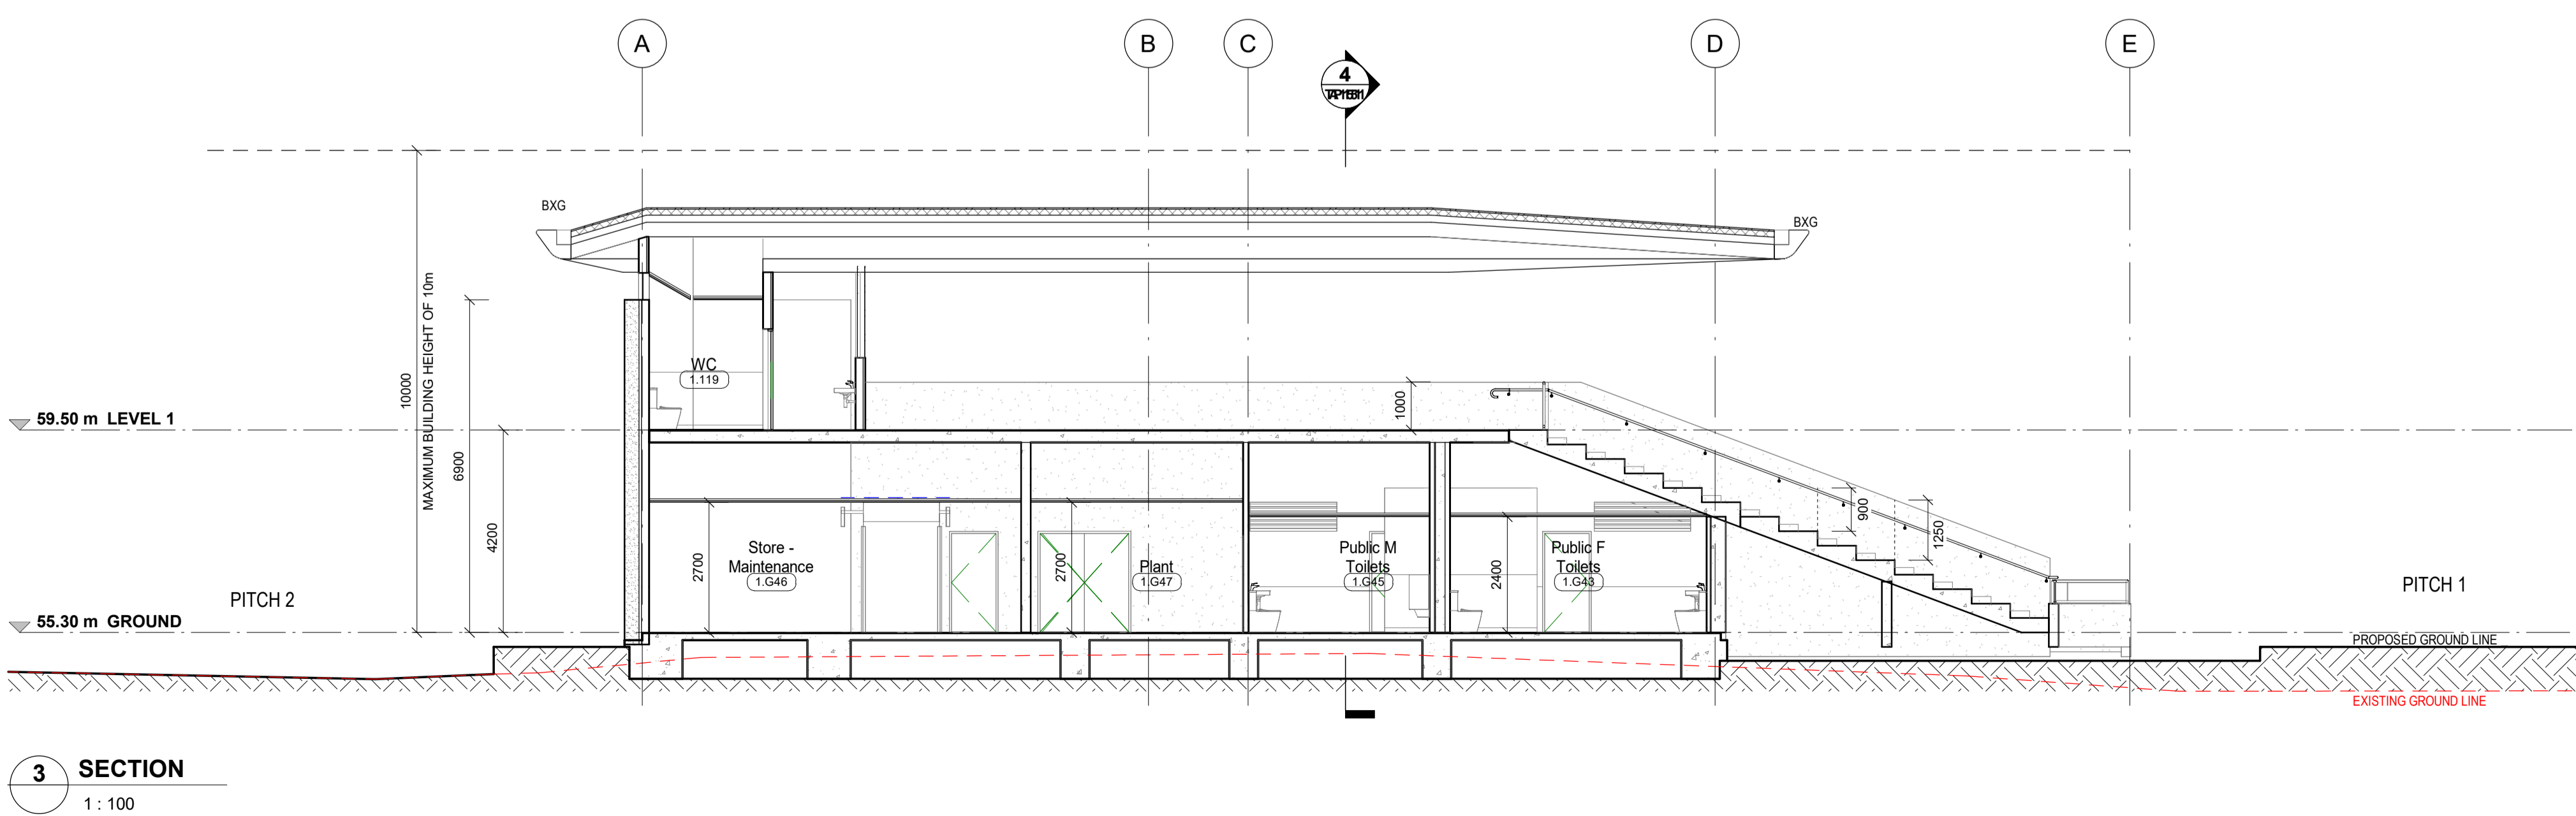 A
B
C
D
E
4
BXG
BXG
10000
MAXIMUM BUILDING HEIGHT OF 10m
6900
4200
WC
1.119
1000
59.50 m LEVEL 1
900
1250
2700
Store -
Maintenance
1.G46
2700
Plant
1.G47
Public M
Toilets
1.G45
2400
Public F
Toilets
1.G43
PITCH 2
PITCH 1
55.30 m GROUND
PROPOSED GROUND LINE
EXISTING GROUND LINE
3
SECTION
1 : 100